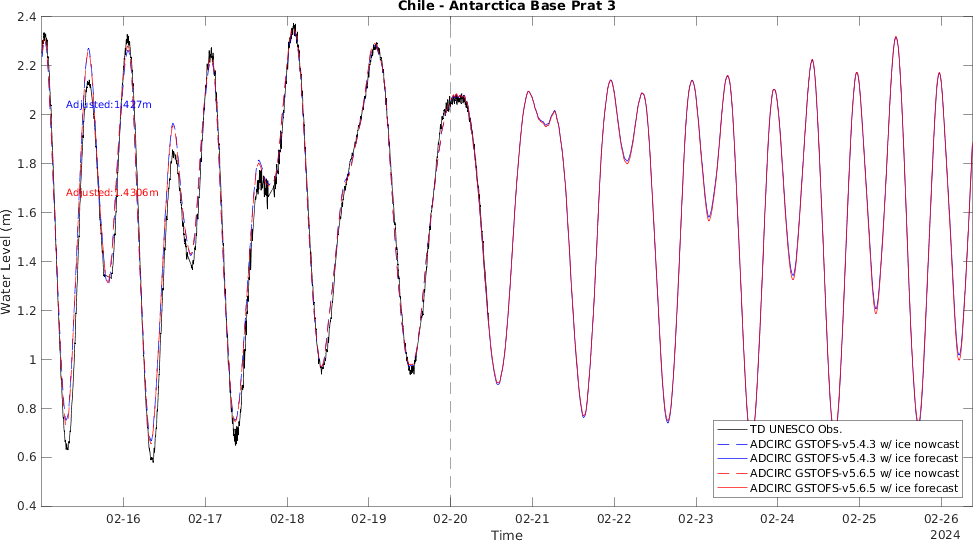 Chile - Antarctica Base Prat 3
2.4
2.2
2
1.8
1.6
1.4
1.2
1
0.8
0.6
0.4
Water Level (m)
Adjusted:1.427m
Adjusted:1.4306m
TD UNESCO Obs.
ADCIRC GSTOFS-v5.4.3 w/ ice nowcast
ADCIRC GSTOFS-v5.4.3 w/ ice forecast
ADCIRC GSTOFS-v5.6.5 w/ ice nowcast
ADCIRC GSTOFS-v5.6.5 w/ ice forecast
02-16 02-17 02-18 02-19 02-20 02-21 02-22 02-23 02-24 02-25 02-26
Time
2024